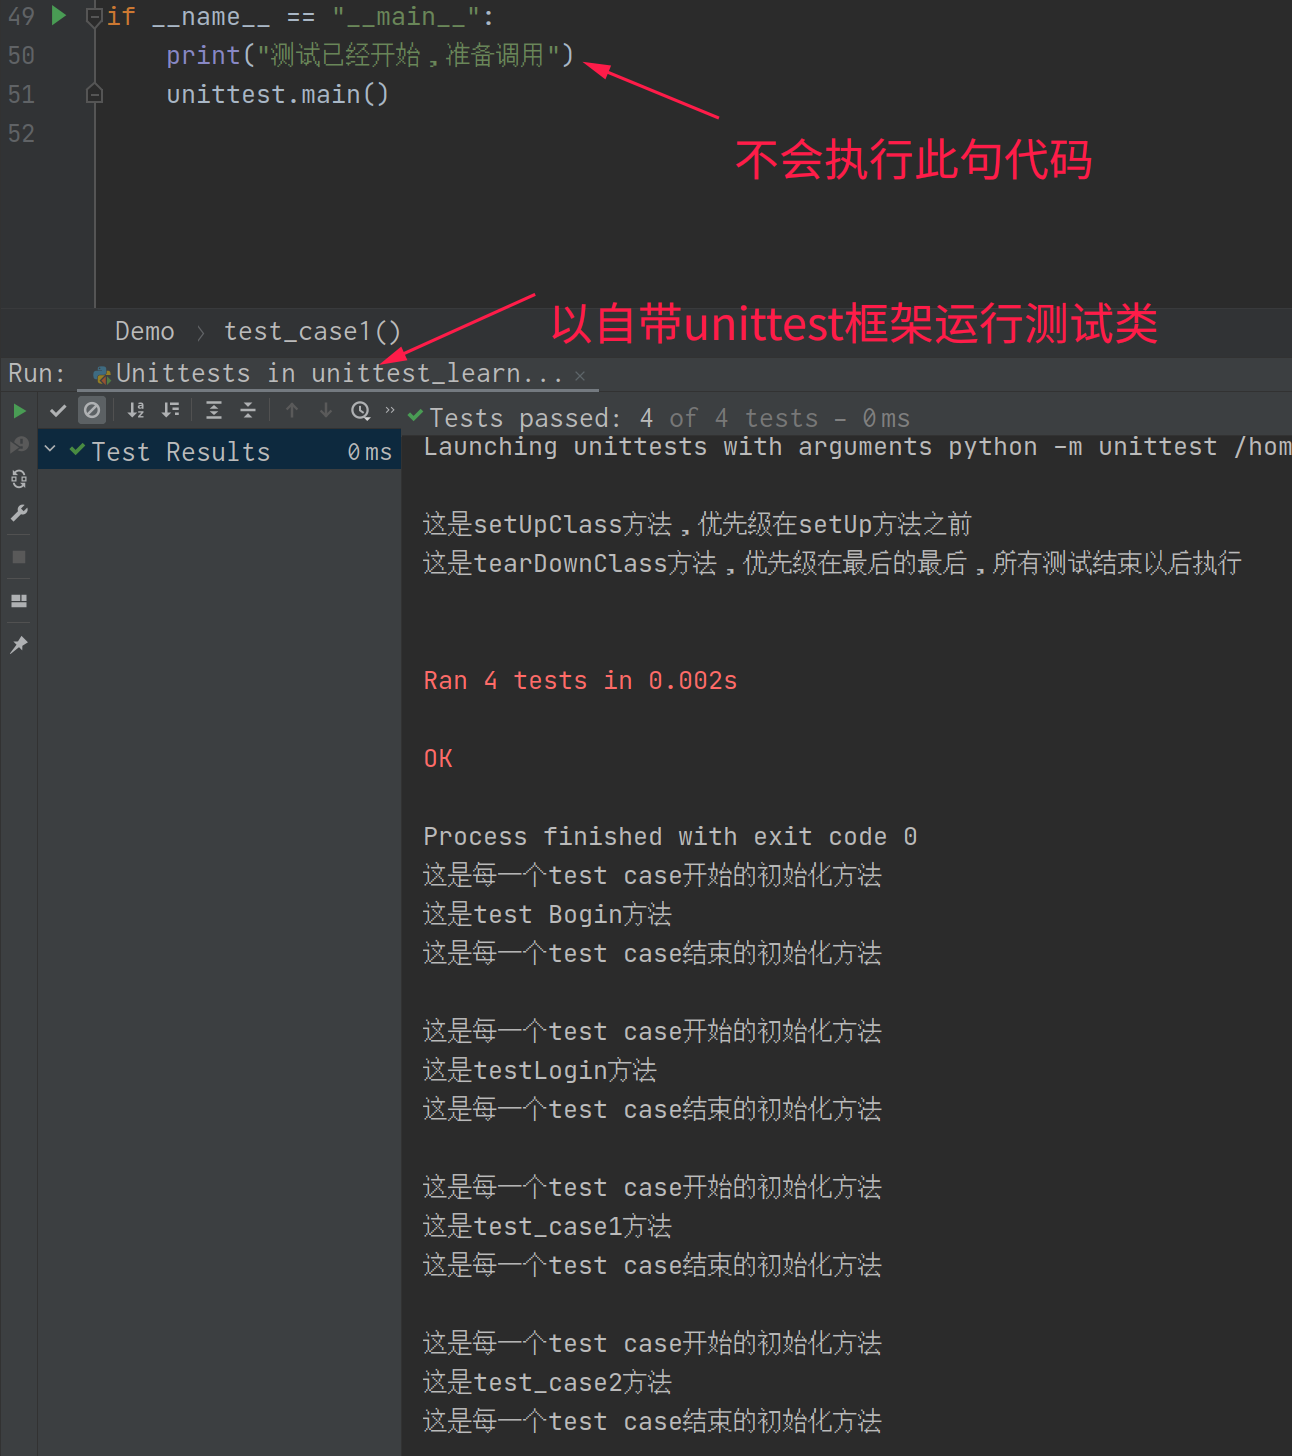 49 if __name__ == "__main__":
50 print("测试已经开始，准备调用")
51 unittest.main()
52
不会执行此句代码
以自带unittest框架运行测试类
Demo > test_case1()
Run: Unittests in unittest_learn... ×
Tests passed: 4 of 4 tests – 0 ms
Test Results 0 ms
Launching unittests with arguments python -m unittest /hom
这是setUpClass方法，优先级在setUp方法之前
这是tearDownClass方法，优先级在最后的最后，所有测试结束以后执行
Ran 4 tests in 0.002s
OK
Process finished with exit code 0
这是每一个test case开始的初始化方法
这是test Bogin方法
这是每一个test case结束的初始化方法
这是每一个test case开始的初始化方法
这是testLogin方法
这是每一个test case结束的初始化方法
这是每一个test case开始的初始化方法
这是test_case1方法
这是每一个test case结束的初始化方法
这是每一个test case开始的初始化方法
这是test_case2方法
这是每一个test case结束的初始化方法